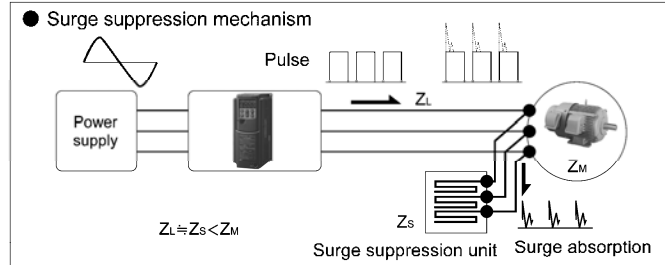 ● Surge suppression mechanism
Pulse
ZL
Power
supply
ZM
ZS
ZL≒ZS<ZM
Surge suppression unit
Surge absorption